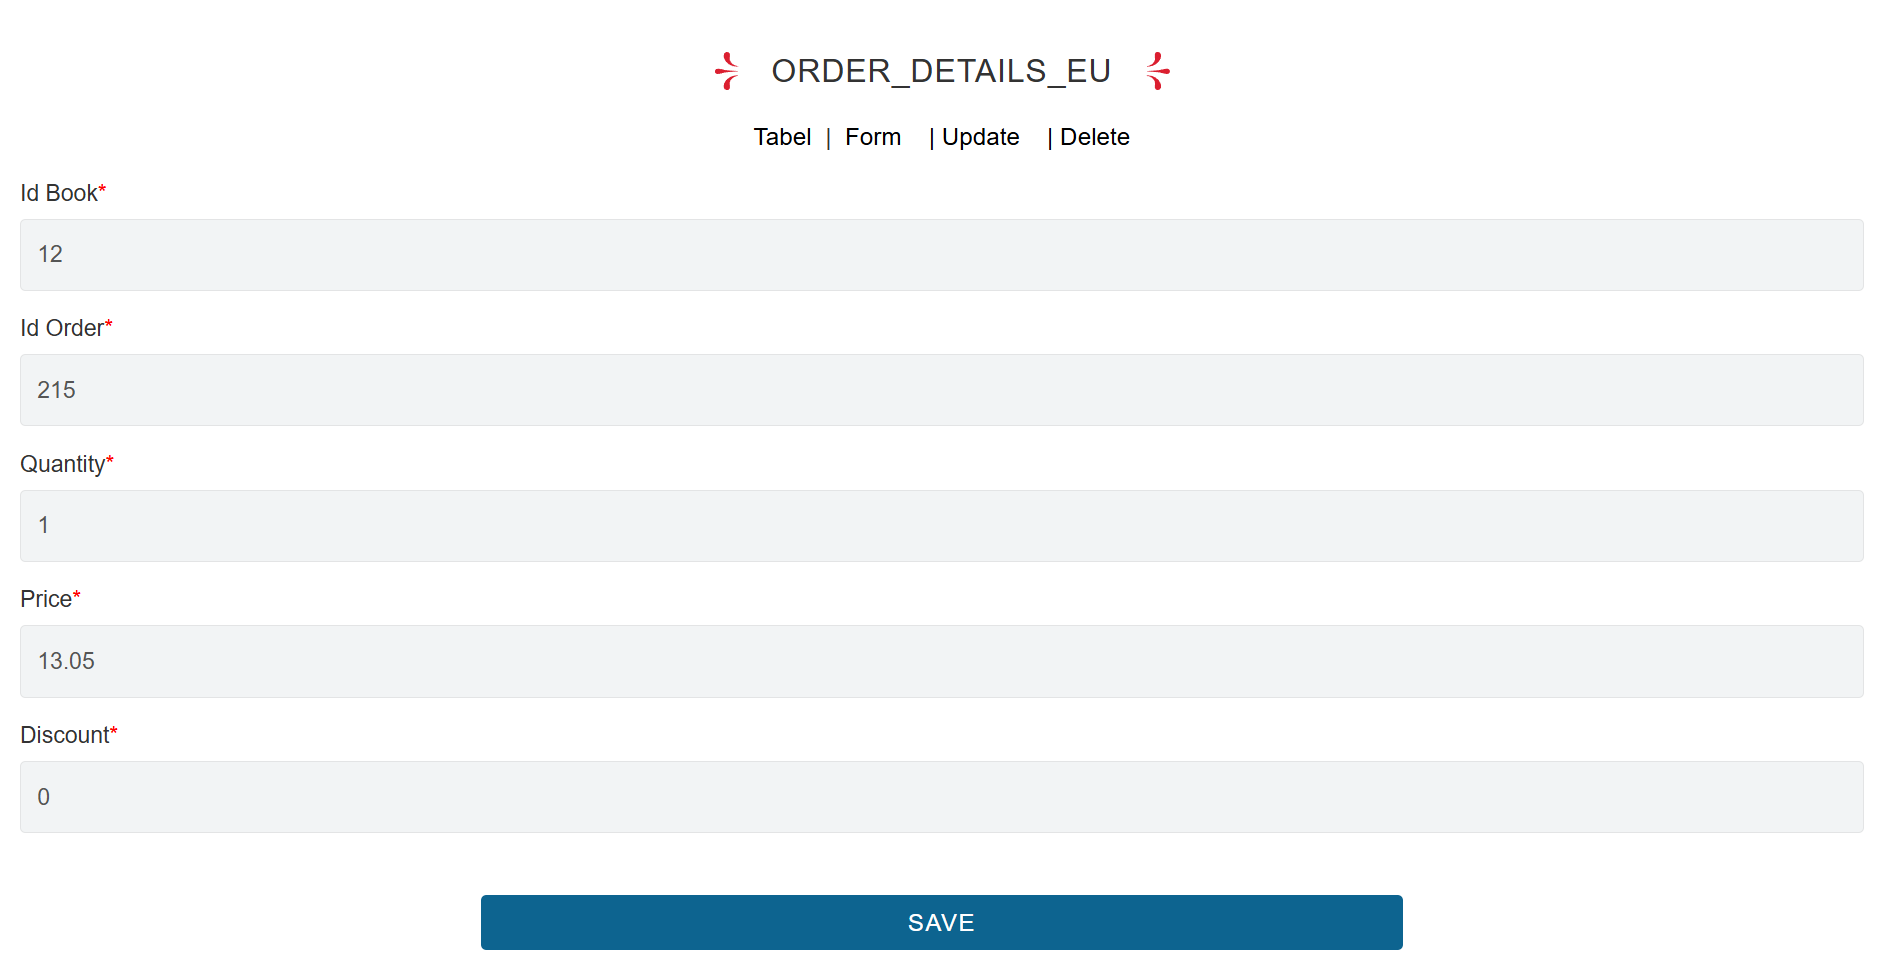 ORDER_DETAILS_EU
Tabel | Form | Update | Delete
Id Book*
12
Id Order*
215
Quantity*
1
Price*
13.05
Discount*
0
SAVE